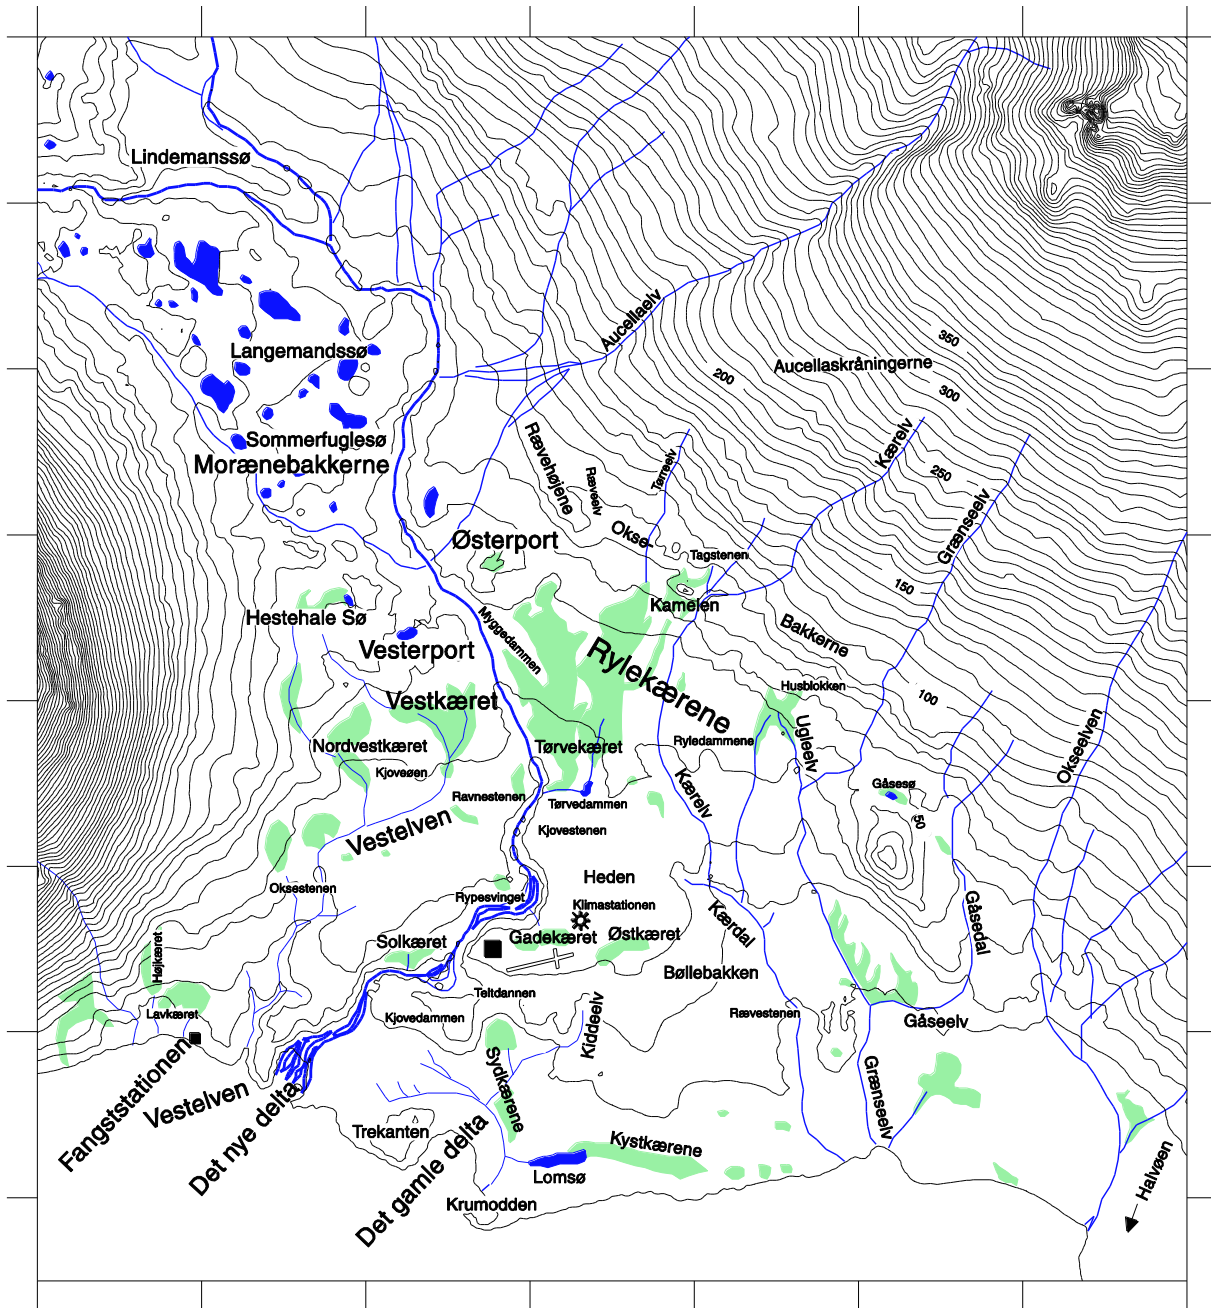 Lindemanssø
Aucellaelv
350
Langemandssø
Aucellaskråningerne
200
300
Sommerfuglesø
Morænebakkerne
Rævehøjene
Ræveelv
Tørreelv
Kærelv
250
Grænseelv
Østerport
Okse-
Tagstenen
150
Hestehale Sø
Myggedammen
Kamelen
Vesterport
Rylekærene
Bakkerne
Husblokken
100
Vestkæret
Nordvestkæret
Tørvekæret
Ryledammene
Ugleelv
Okseelven
Kjoveøen
Ravnestenen
Tørvedammen
Kærelv
Gåsesø
50
Vestelven
Kjovestenen
Oksestenen
Heden
Rypesvinget
Klimastationen
Kærdal
Gåsedal
Højkæret
Solkæret
Gadekæret
Østkæret
Bøllebakken
Teltdannen
Lavkæret
Kjovedammen
Kiddeelv
Rævestenen
Gåseelv
Fangststationen
Vestelven
Det nye delta
Sydkærene
Grænseelv
Trekanten
Det gamle delta
Kystkærene
Lomsø
Halvøen
Krumodden